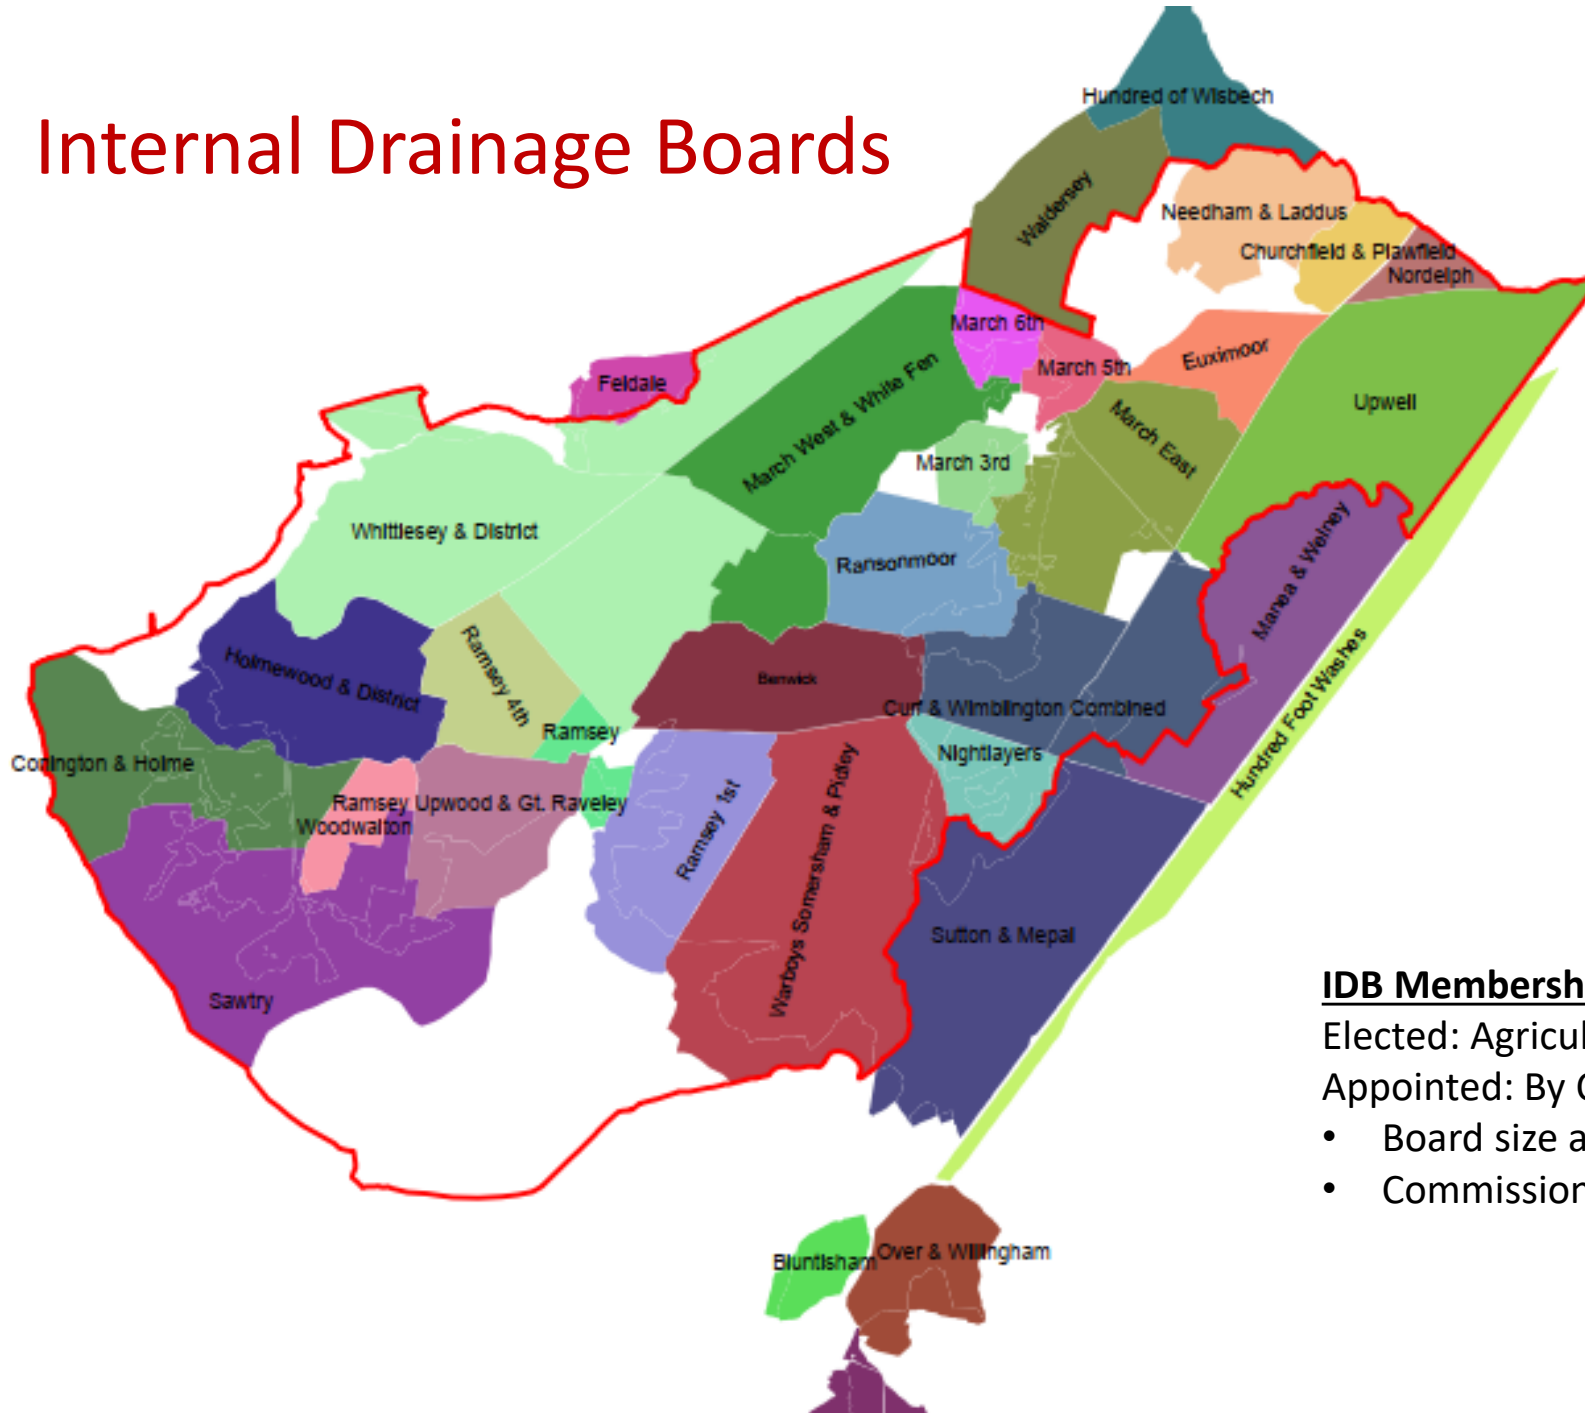 Internal Drainage Boards
Hundred of Wisbech
Waldersey
Needham & Laddus
Churchfield & Plawfield
Nordelph
March 6th
March 5th
Euximoor
Feldale
March West & White Fen
Upwell
March East
March 3rd
Whittlesey & District
Ransonmoor
Manea & Welney
Holmewood & District
Ramsey 4th
Benwick
Hundred Foot Washes
Curf & Wimblington Combined
Ramsey
Nightlayers
Conington & Holme
Ramsey Upwood & Gt. Raveley
Woodwalton
Ramsey 1st
Warboys Somersham & Pidley
Sutton & Mepal
Sawtry
IDB Membersh
Elected: Agricul
Appointed: By
• Board size a
• Commission
Bluntisham
Over & Willingham